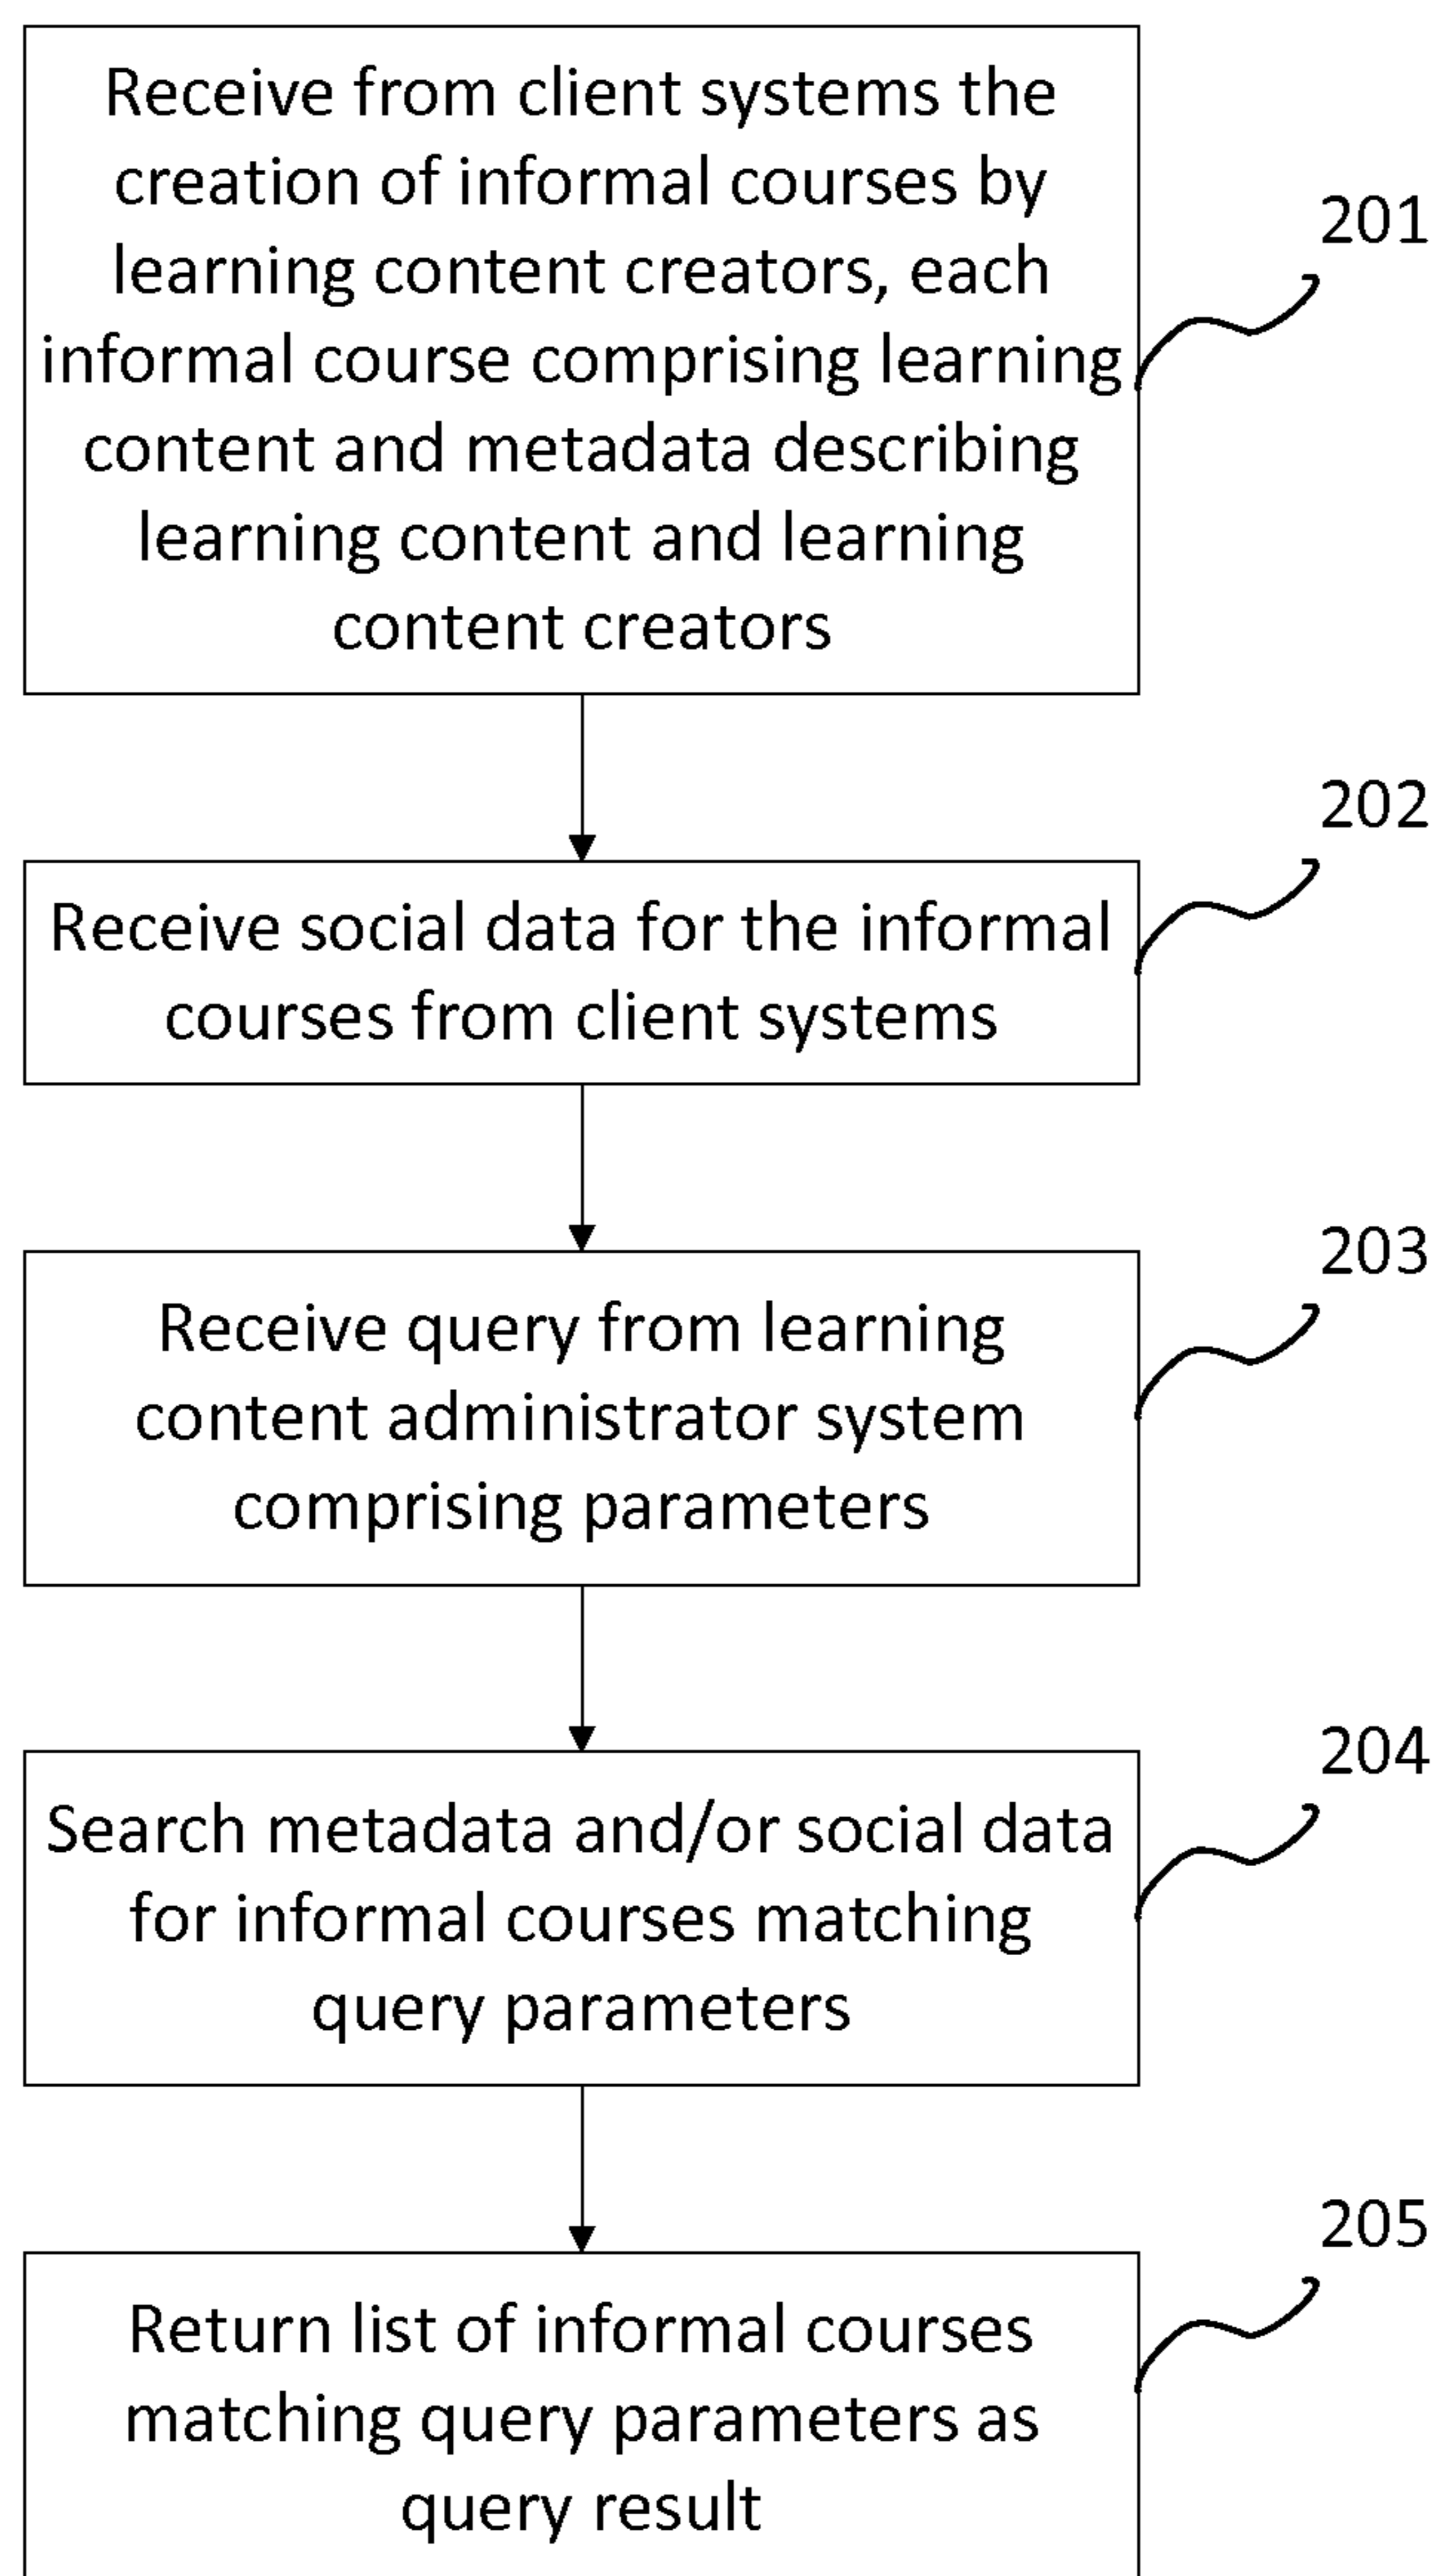 Receive from client systems the
creation of informal courses by
learning content creators, each
informal course comprising learning
content and metadata describing
learning content and learning
content creators
201
Receive social data for the informal
courses from client systems
202
Receive query from learning
content administrator system
comprising parameters
203
Search metadata and/or social data
for informal courses matching
query parameters
204
Return list of informal courses
matching query parameters as
query result
205